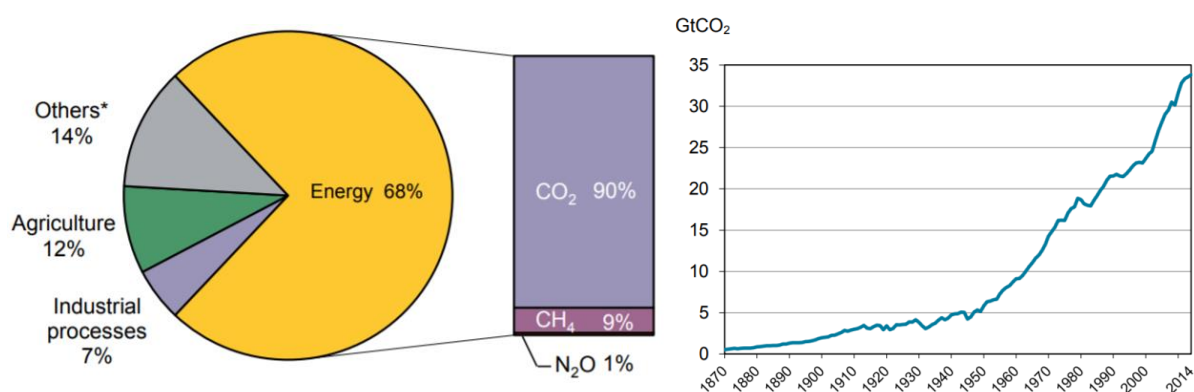 Others*
14%
Agriculture
12%
Industrial
processes
7%
Energy 68%
CO₂ 90%
CH₄ 9%
N₂O 1%
GtCO₂
35
30
25
20
15
10
5
0
1870
1880
1890
1900
1910
1920
1930
1940
1950
1960
1970
1980
1990
2000
2014